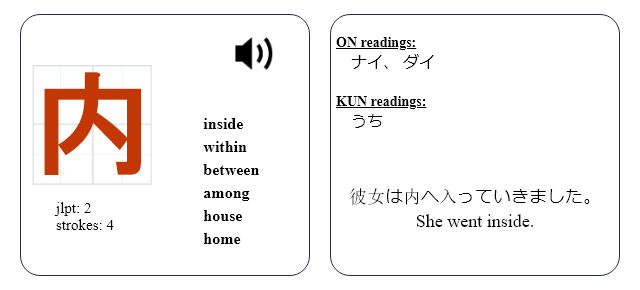 内
jlpt: 2
strokes: 4
inside
within
between
among
house
home
ON readings:
ナイ、 ダイ
KUN readings:
うち
彼女は内へ入っていきました。
She went inside.